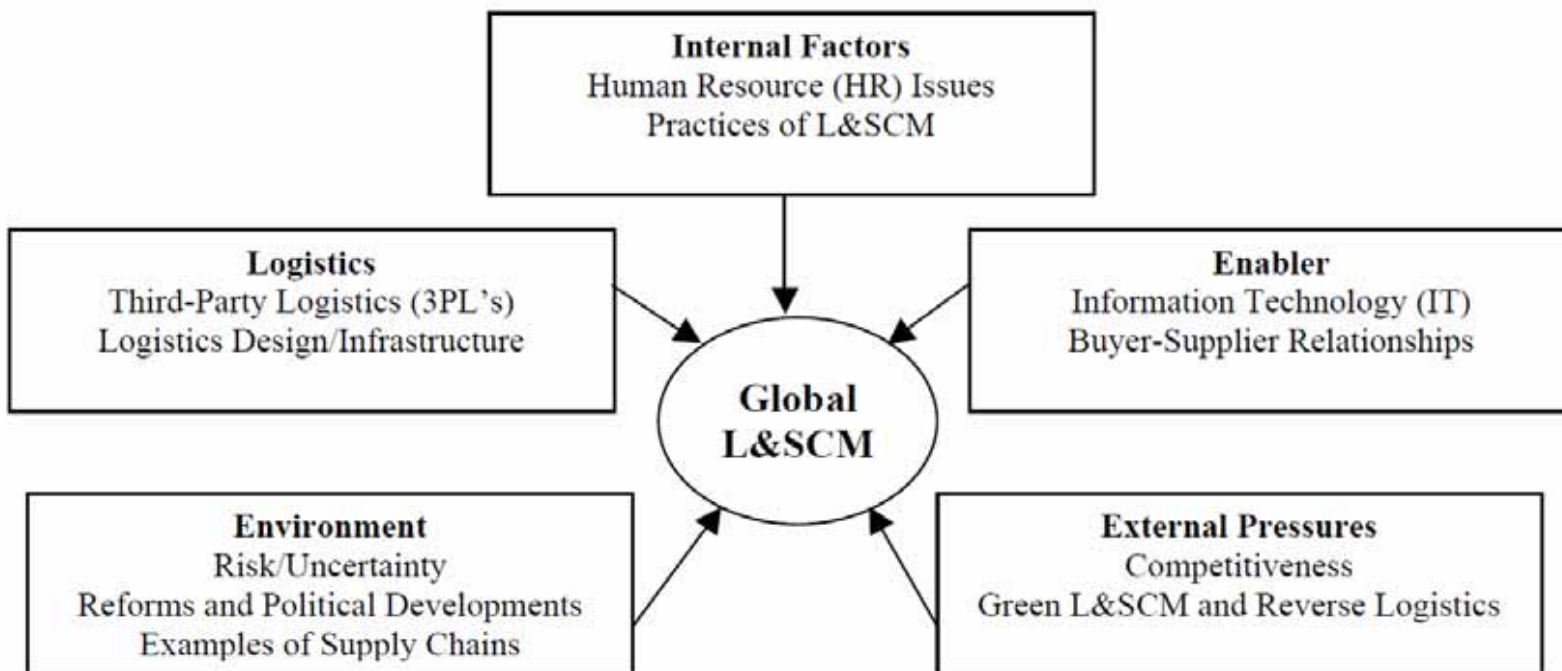 Internal Factors
Human Resource (HR) Issues
Practices of L&SCM
Logistics
Third-Party Logistics (3PL’s)
Logistics Design/Infrastructure
Enabler
Information Technology (IT)
Buyer-Supplier Relationships
Global
L&SCM
Environment
Risk/Uncertainty
Reforms and Political Developments
Examples of Supply Chains
External Pressures
Competitiveness
Green L&SCM and Reverse Logistics